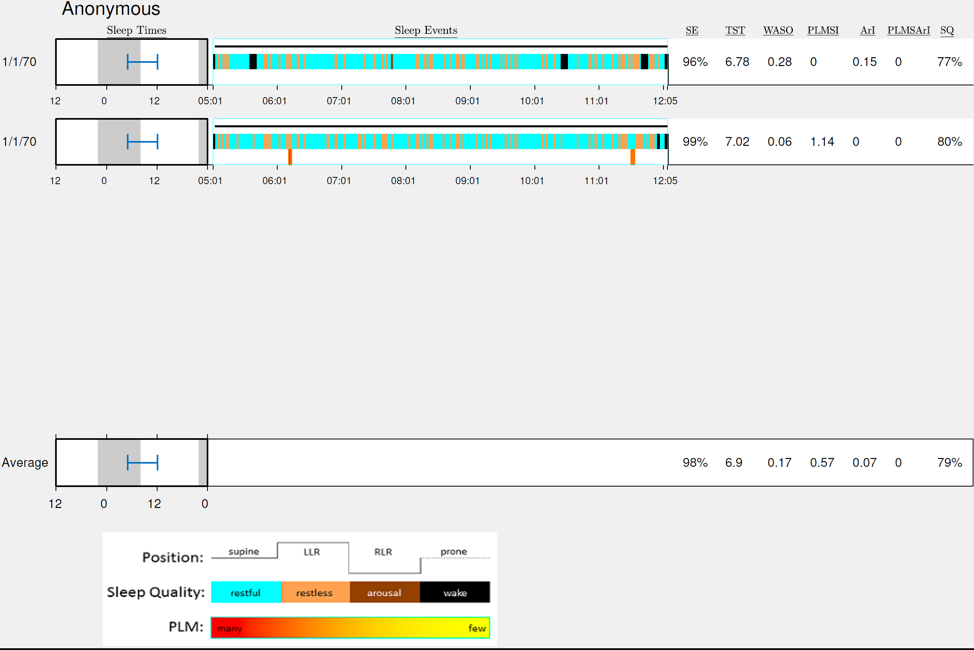 Anonymous
Sleep Times Sleep Events SE TST WASO PLMSI ArI PLMSArI SQ
1/1/70 96% 6.78 0.28 0 0.15 0 77%
12 0 12 05:01 06:01 07:01 08:01 09:01 10:01 11:01 12:05
1/1/70 99% 7.02 0.06 1.14 0 0 80%
12 0 12 05:01 06:01 07:01 08:01 09:01 10:01 11:01 12:05
Average 98% 6.9 0.17 0.57 0.07 0 79%
12 0 12 0
Position: supine LLR RLR prone
Sleep Quality: restful restless arousal wake
PLM: many few